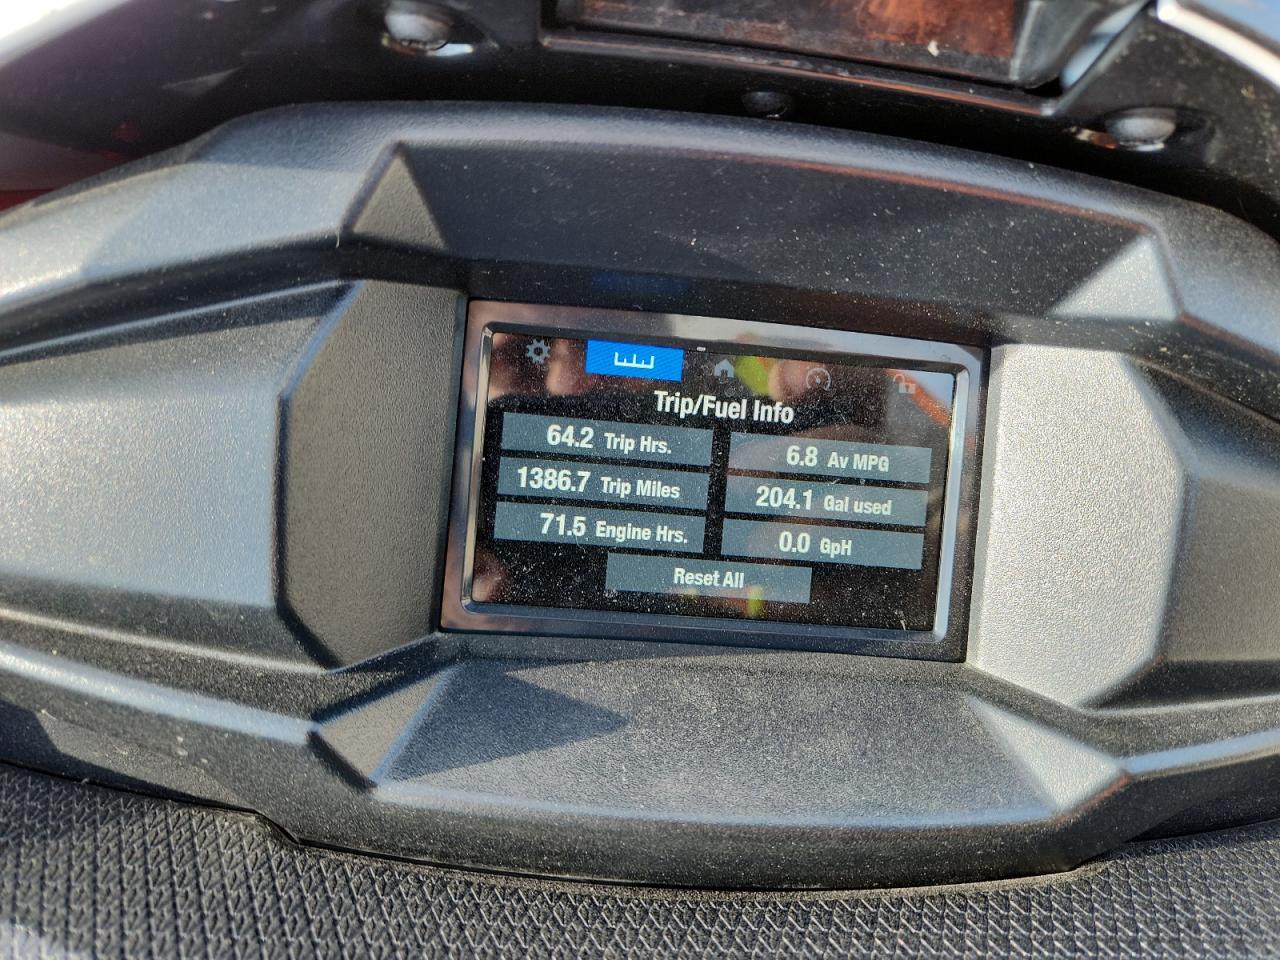 Trip/Fuel Info
64.2 Trip Hrs.
6.8 Av MPG
1386.7 Trip Miles
204.1 Gal used
71.5 Engine Hrs.
0.0 GpH
Reset All